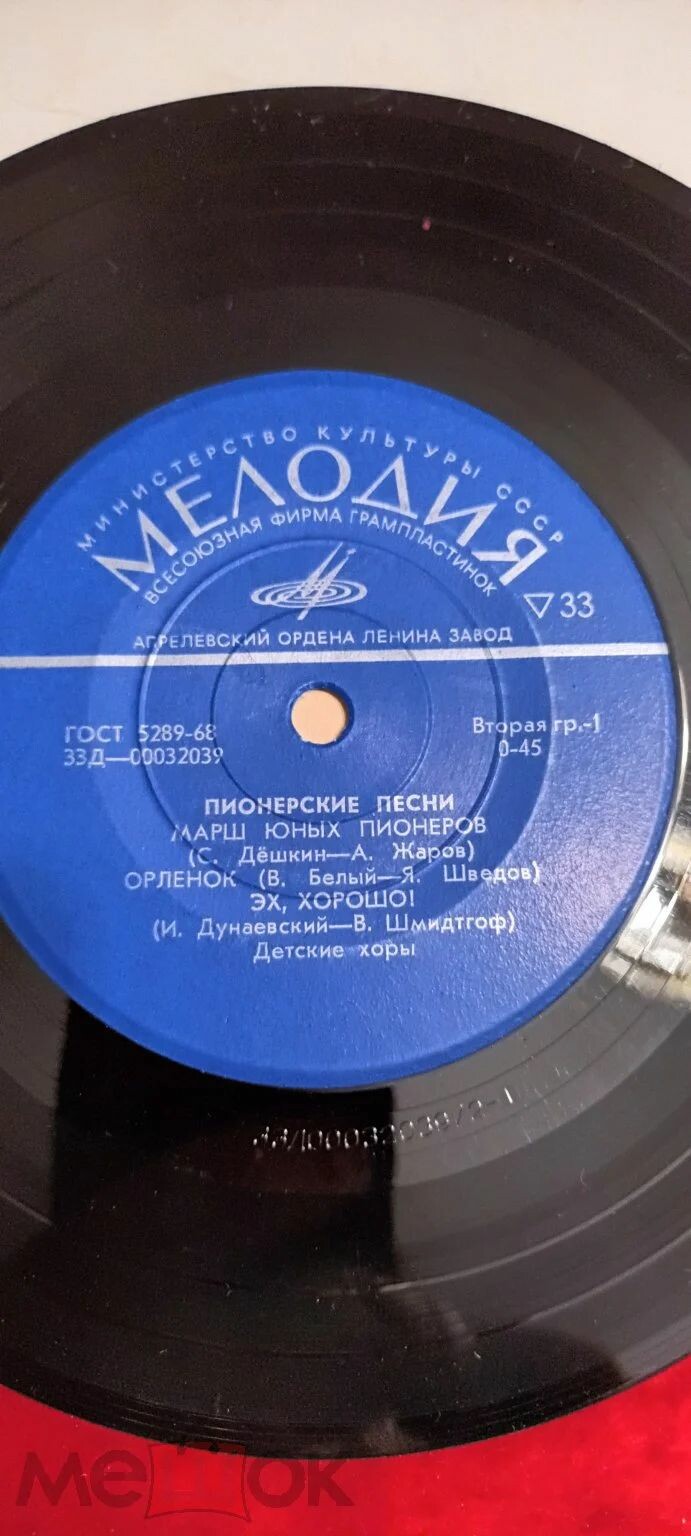 МИНИСТЕРСТВО КУЛЬТУРЫ СССР
МЕЛОДИЯ
ВСЕСОЮЗНАЯ ФИРМА ГРАМПЛАСТИНОК
33
АПРЕЛЕВСКИЙ ОРДЕНА ЛЕНИНА ЗАВОД
ГОСТ 5289-68
33Д—00032039
Вторая гр.-1
0-45
ПИОНЕРСКИЕ ПЕСНИ
МАРШ ЮНЫХ ПИОНЕРОВ
(С. Дёшкин—А. Жаров)
ОРЛЕНОК (В. Белый—Я. Шведов)
ЭХ, ХОРОШО!
(И. Дунаевский—В. Шмидтгоф)
Детские хоры
мешок